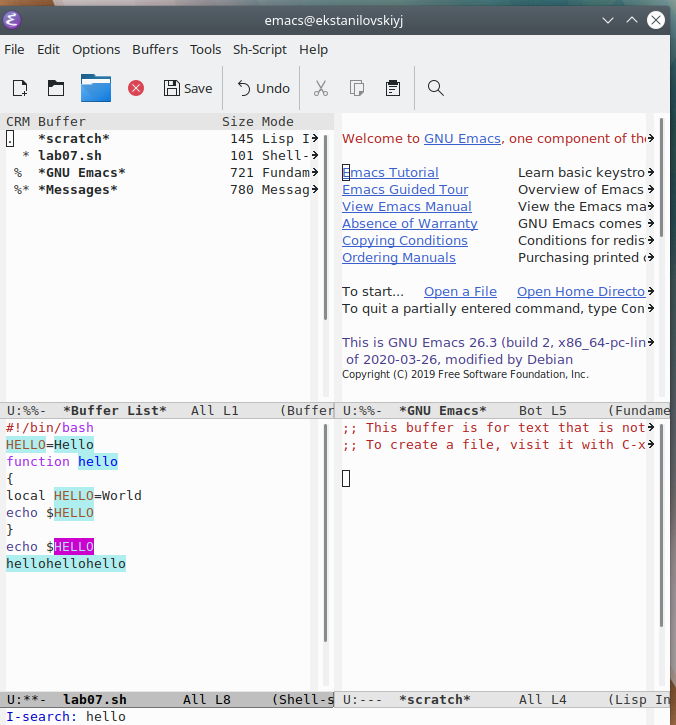 emacs@ekstanilovskiyj
File Edit Options Buffers Tools Sh-Script Help
Save Undo
CRM Buffer Size Mode
. *scratch* 145 Lisp I
* lab07.sh 101 Shell-
% *GNU Emacs* 721 Fundam
%* *Messages* 780 Messag
U:%%- *Buffer List* All L1 (Buffer
Welcome to GNU Emacs, one component of the
Emacs Tutorial Learn basic keystro
Emacs Guided Tour Overview of Emacs
View Emacs Manual View the Emacs ma
Absence of Warranty GNU Emacs comes
Copying Conditions Conditions for redis
Ordering Manuals Purchasing printed c
To start... Open a File Open Home Directo
To quit a partially entered command, type Con
This is GNU Emacs 26.3 (build 2, x86_64-pc-lin
of 2020-03-26, modified by Debian
Copyright (C) 2019 Free Software Foundation, Inc.
U:%%- *GNU Emacs* Bot L5 (Fundame
#!/bin/bash
HELLO=Hello
function hello
{
local HELLO=World
echo $HELLO
}
echo $HELLO
hellohellohello
U:**- lab07.sh All L8 (Shell-s
;; This buffer is for text that is not
;; To create a file, visit it with C-x
U:--- *scratch* All L4 (Lisp In
I-search: hello